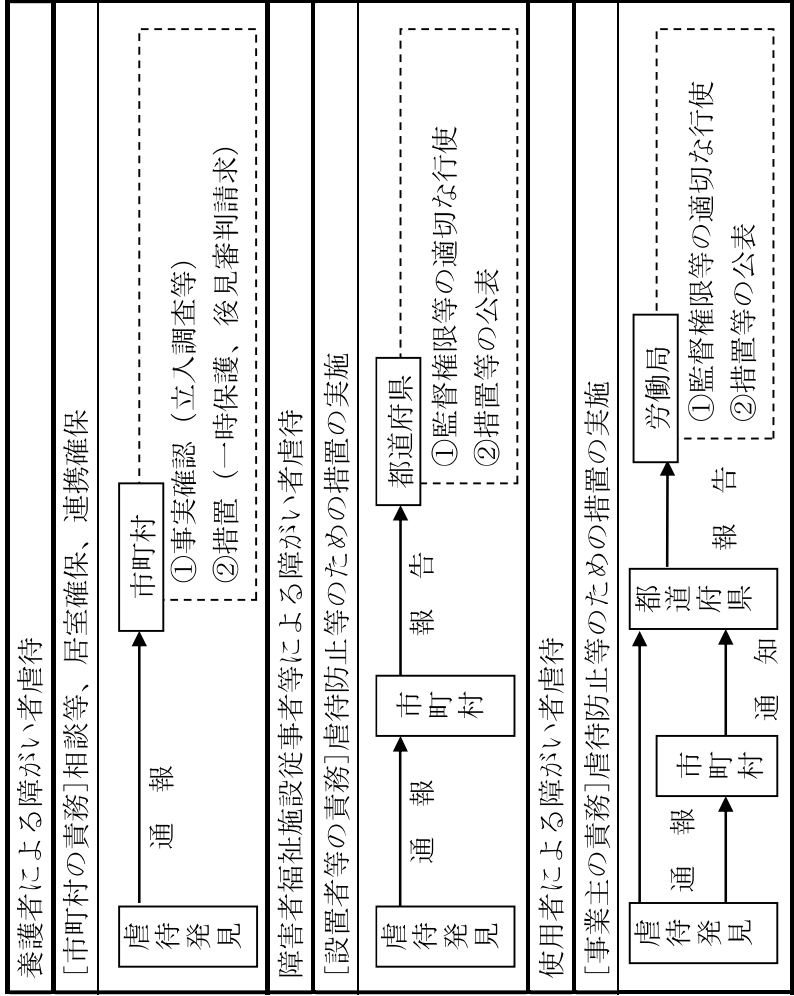 養護者による障がい者虐待
[市町村の責務]相談等、居室確保、連携確保
虐待発見
通報
市町村
①事実確認（立入調査等）
②措置（一時保護、後見審判請求）
障害者福祉施設従事者等による障がい者虐待
[設置者等の責務]虐待防止等のための措置の実施
虐待発見
通報
市町村
報告
都道府県
①監督権限等の適切な行使
②措置等の公表
使用者による障がい者虐待
[事業主の責務]虐待防止等のための措置の実施
虐待発見
通報
市町村
通知
都道府県
報告
労働局
①監督権限等の適切な行使
②措置等の公表